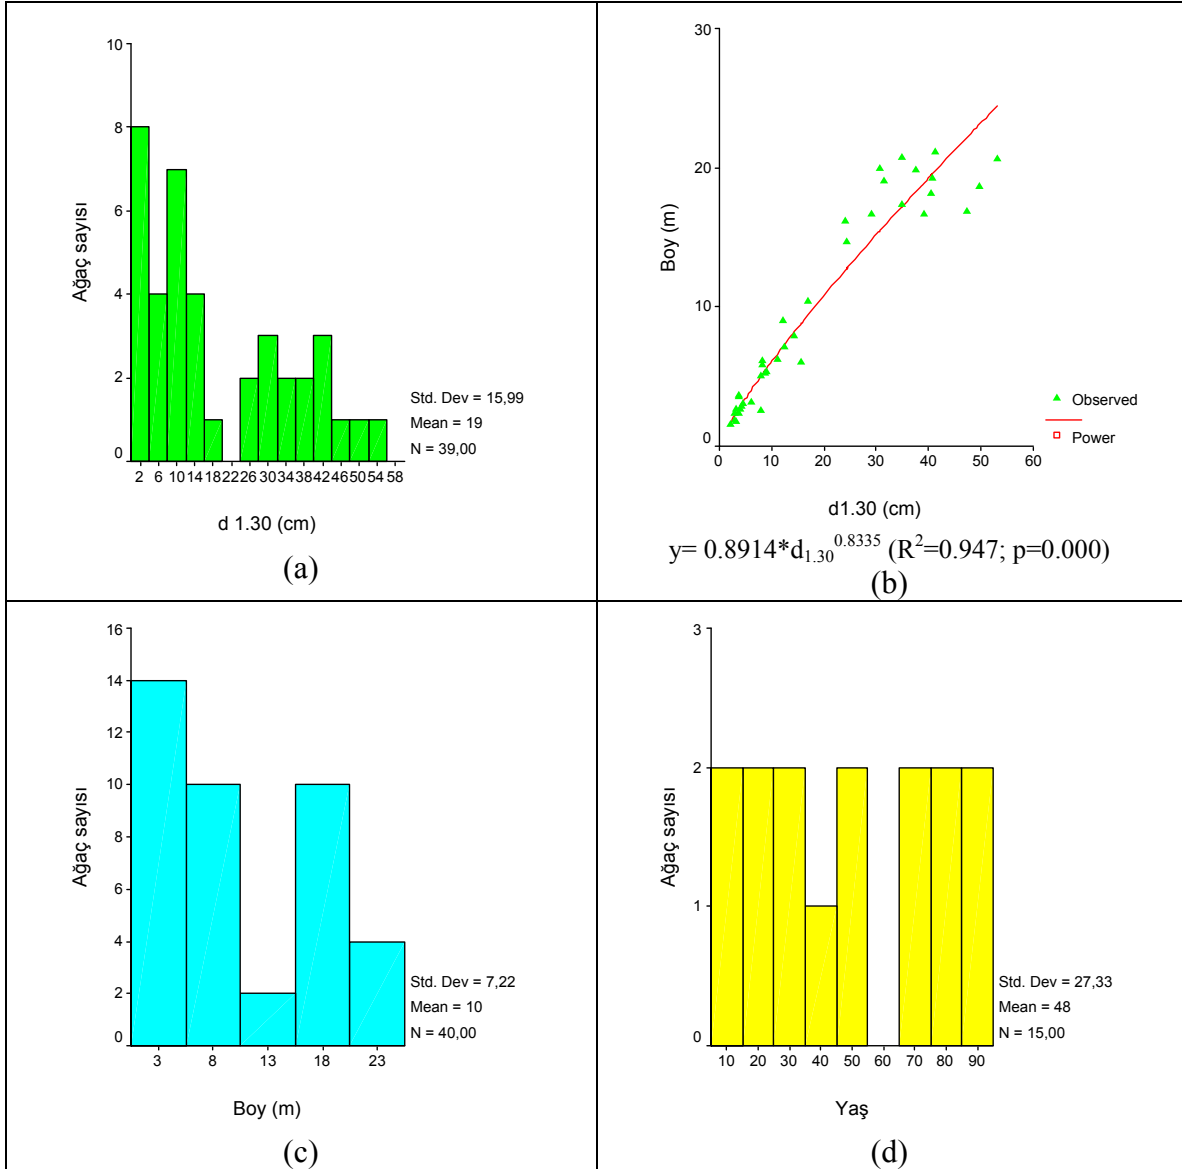 10
8
6
4
2
0
Ağaç sayısı
2 6 10 14 18 22 26 30 34 38 42 46 50 54 58
d 1.30 (cm)
Std. Dev = 15,99
Mean = 19
N = 39,00
(a)
30
20
10
0
Boy (m)
0 10 20 30 40 50 60
d1.30 (cm)
Observed
Power
y= 0.8914*d1.30^0.8335 (R²=0.947; p=0.000)
(b)
16
14
12
10
8
6
4
2
0
Ağaç sayısı
3 8 13 18 23
Boy (m)
Std. Dev = 7,22
Mean = 10
N = 40,00
(c)
3
2
1
0
Ağaç sayısı
10 20 30 40 50 60 70 80 90
Yaş
Std. Dev = 27,33
Mean = 48
N = 15,00
(d)